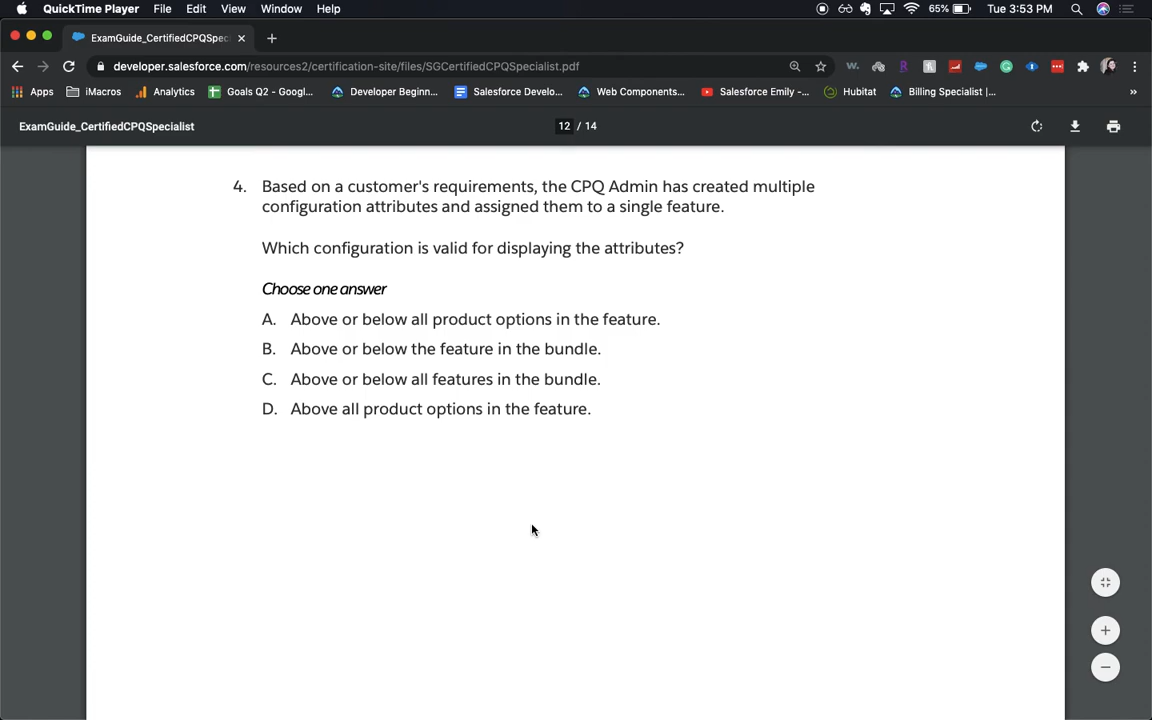 QuickTime Player File Edit View Window Help 65% Tue 3:53 PM
ExamGuide_CertifiedCPQSpeci
developer.salesforce.com/resources2/certification-site/files/SGCertifiedCPQSpecialist.pdf
Apps iMacros Analytics Goals Q2 - Googl... Developer Beginn... Salesforce Develo... Web Components... Salesforce Emily -... Hubitat Billing Specialist |... »
ExamGuide_CertifiedCPQSpecialist 12 / 14
4. Based on a customer's requirements, the CPQ Admin has created multiple
configuration attributes and assigned them to a single feature.
Which configuration is valid for displaying the attributes?
Choose one answer
A. Above or below all product options in the feature.
B. Above or below the feature in the bundle.
C. Above or below all features in the bundle.
D. Above all product options in the feature.